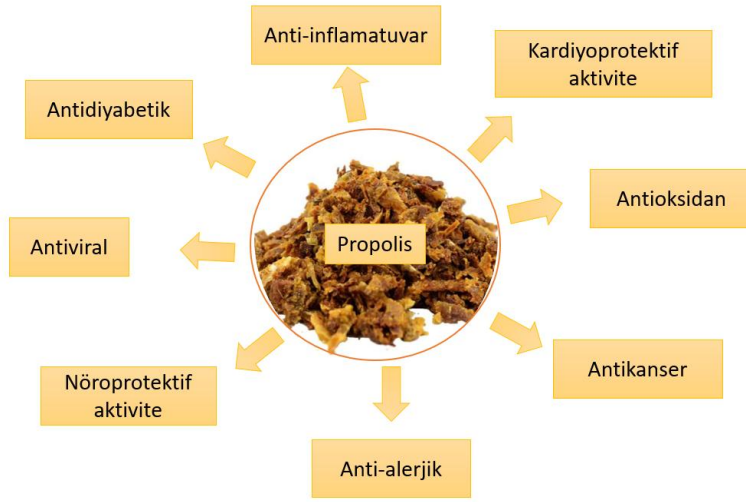 Anti-inflamatuvar
Kardiyoprotektif
aktivite
Antidiyabetik
Antioksidan
Antiviral
Propolis
Nöroprotektif
aktivite
Antikanser
Anti-alerjik